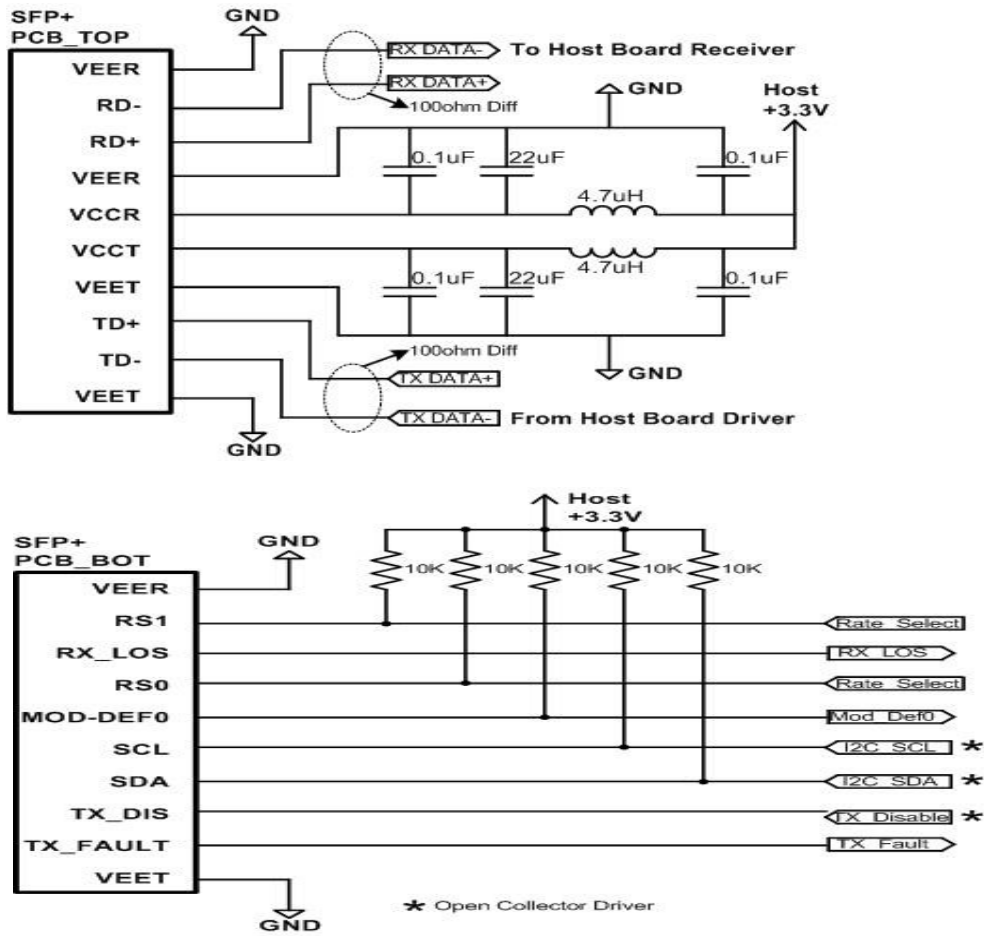 SFP+
PCB_TOP
GND
VEER
RD-
RD+
VEER
VCCR
VCCT
VEET
TD+
TD-
VEET
RX DATA- To Host Board Receiver
RX DATA+
100ohm Diff
GND
Host
+3.3V
0.1uF 22uF 0.1uF
4.7uH
4.7uH
0.1uF 22uF 0.1uF
100ohm Diff
GND
TX DATA+
TX DATA- From Host Board Driver
GND
SFP+
PCB_BOT
GND
Host
+3.3V
10K 10K 10K 10K 10K
VEER
RS1 Rate Select
RX_LOS RX LOS
RS0 Rate Select
MOD-DEF0 Mod Def0
SCL I2C SCL *
SDA I2C SDA *
TX_DIS TX Disable *
TX_FAULT TX Fault
VEET
GND
* Open Collector Driver